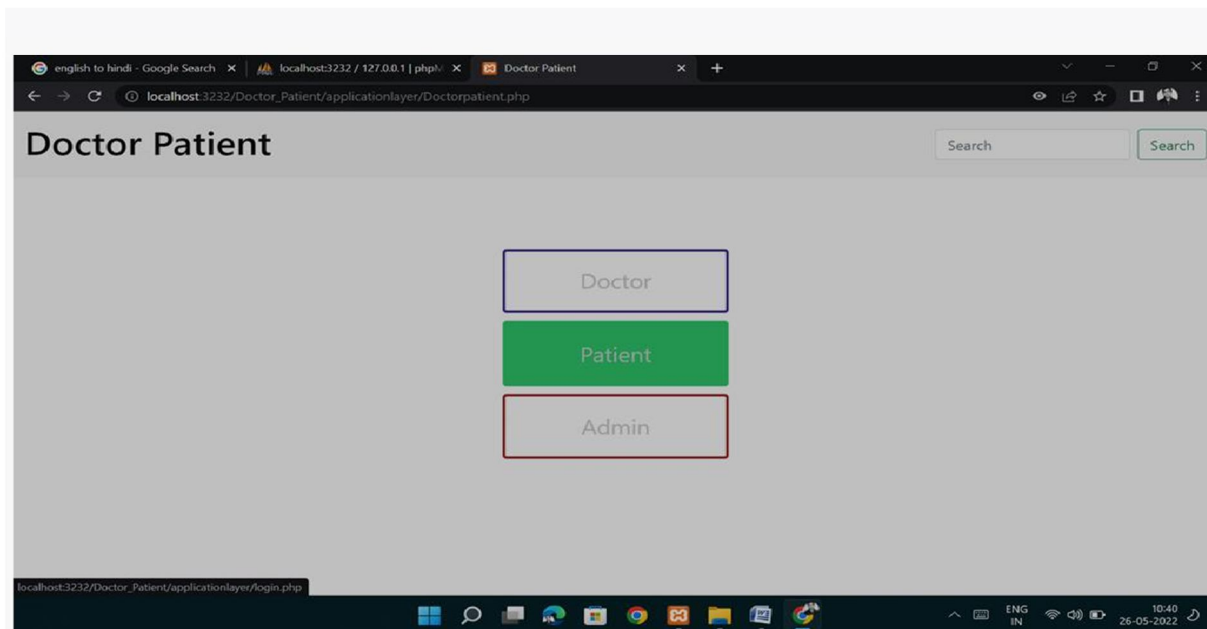 english to hindi - Google Search
localhost:3232 / 127.0.0.1 | phpM
Doctor Patient
localhost:3232/Doctor_Patient/applicationlayer/Doctorpatient.php
Doctor Patient
Search
Search
Doctor
Patient
Admin
localhost:3232/Doctor_Patient/applicationlayer/login.php
ENG
IN
10:40
26-05-2022